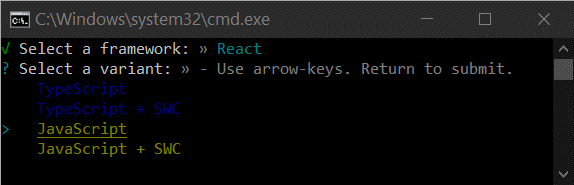 C:\Windows\system32\cmd.exe
√ Select a framework: » React
? Select a variant: » - Use arrow-keys. Return to submit.
TypeScript
TypeScript + SWC
> JavaScript
JavaScript + SWC